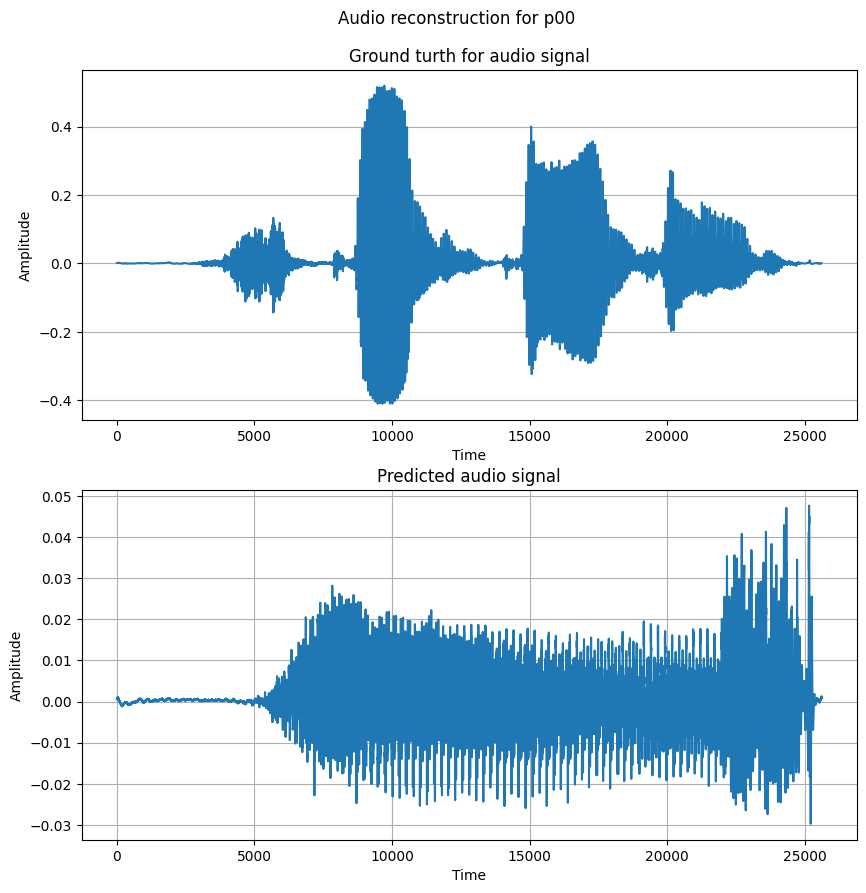 Audio reconstruction for p00
Ground turth for audio signal
0.4
0.2
0.0
−0.2
−0.4
Amplitude
0 5000 10000 15000 20000 25000
Time
Predicted audio signal
0.05
0.04
0.03
0.02
0.01
0.00
−0.01
−0.02
−0.03
Amplitude
0 5000 10000 15000 20000 25000
Time